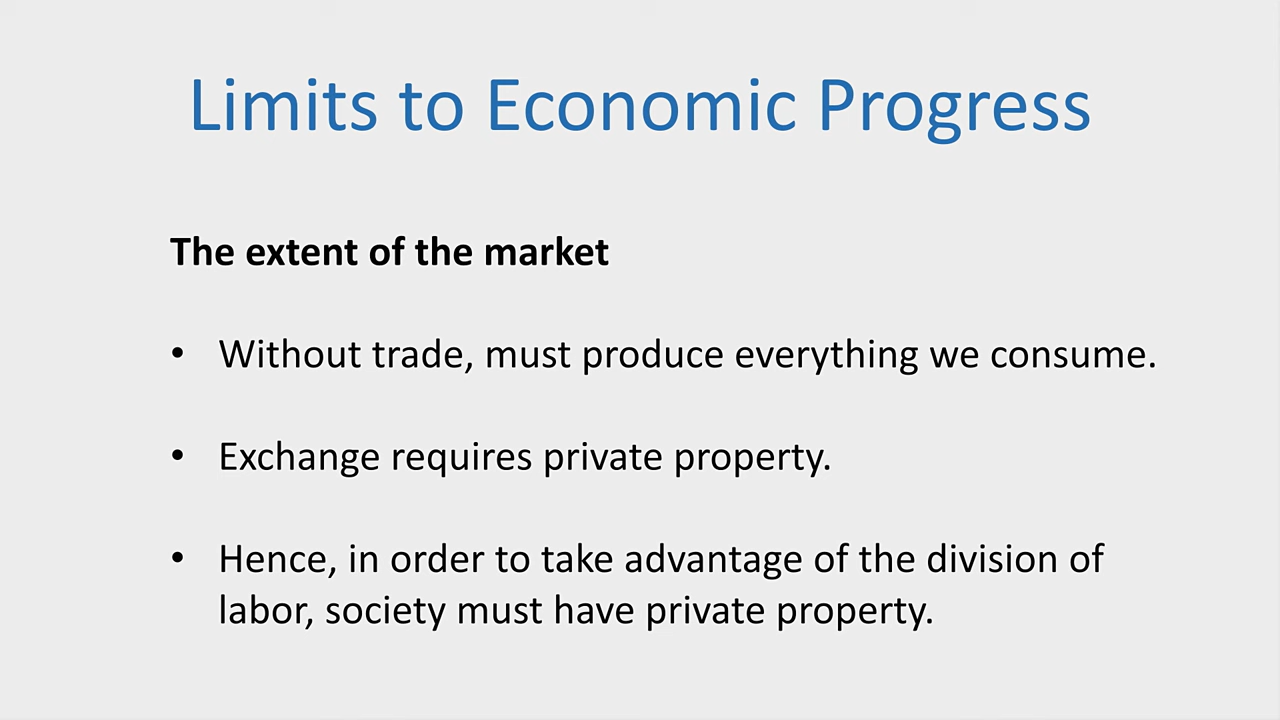 Limits to Economic Progress
The extent of the market
• Without trade, must produce everything we consume.
• Exchange requires private property.
• Hence, in order to take advantage of the division of
labor, society must have private property.